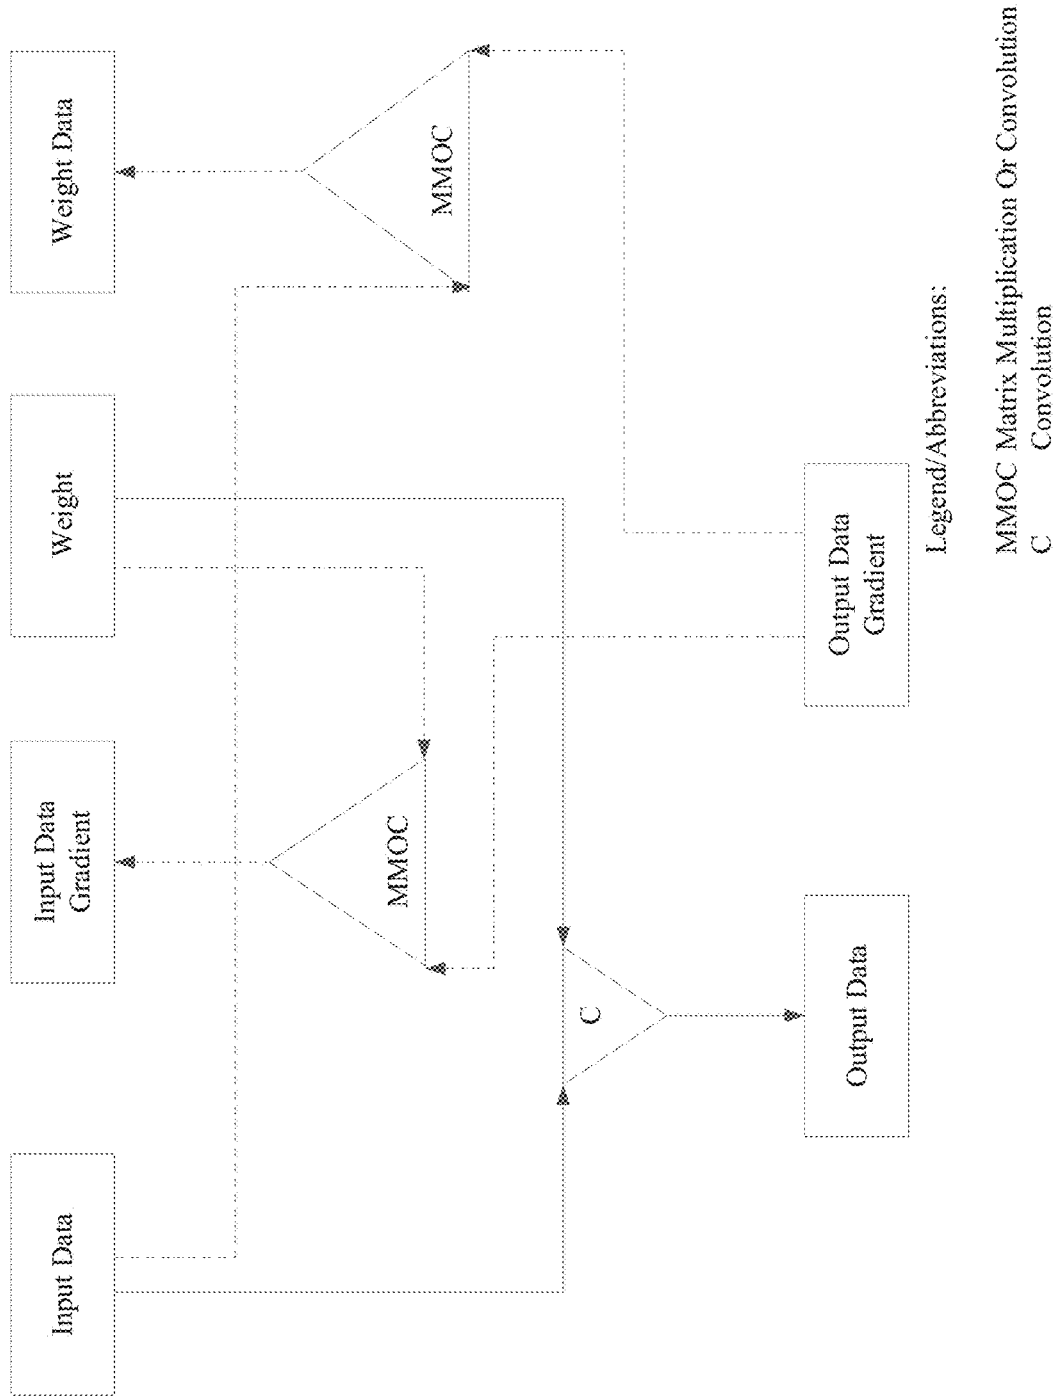 Input Data
Input Data
Gradient
Weight
Weight Data
MMOC
MMOC
C
Output Data
Output Data
Gradient
Legend/Abbreviations:
MMOC Matrix Multiplication Or Convolution
C Convolution